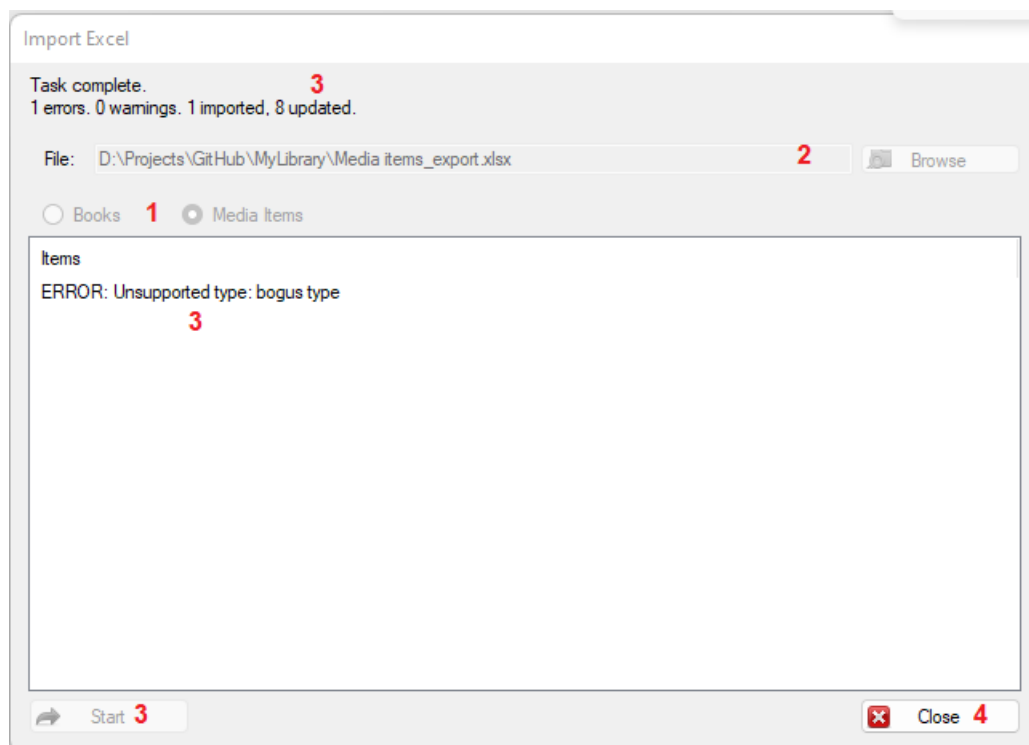 Import Excel
Task complete. 3
1 errors. 0 warnings. 1 imported, 8 updated.
File: D:\Projects\GitHub\MyLibrary\Media items_export.xlsx 2 Browse
Books 1 Media Items
Items
ERROR: Unsupported type: bogus type
3
Start 3 Close 4